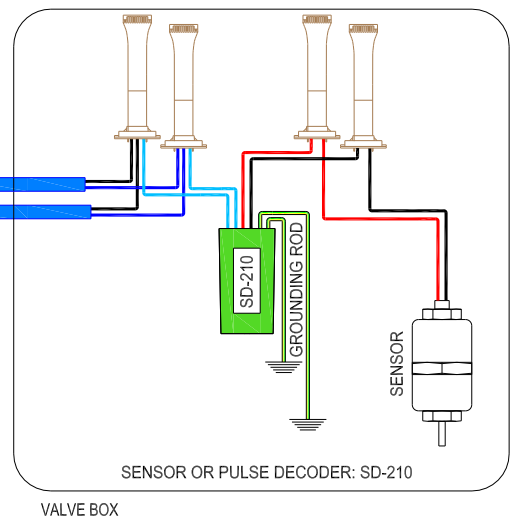 SD-210
GROUNDING ROD
SENSOR
SENSOR OR PULSE DECODER: SD-210
VALVE BOX